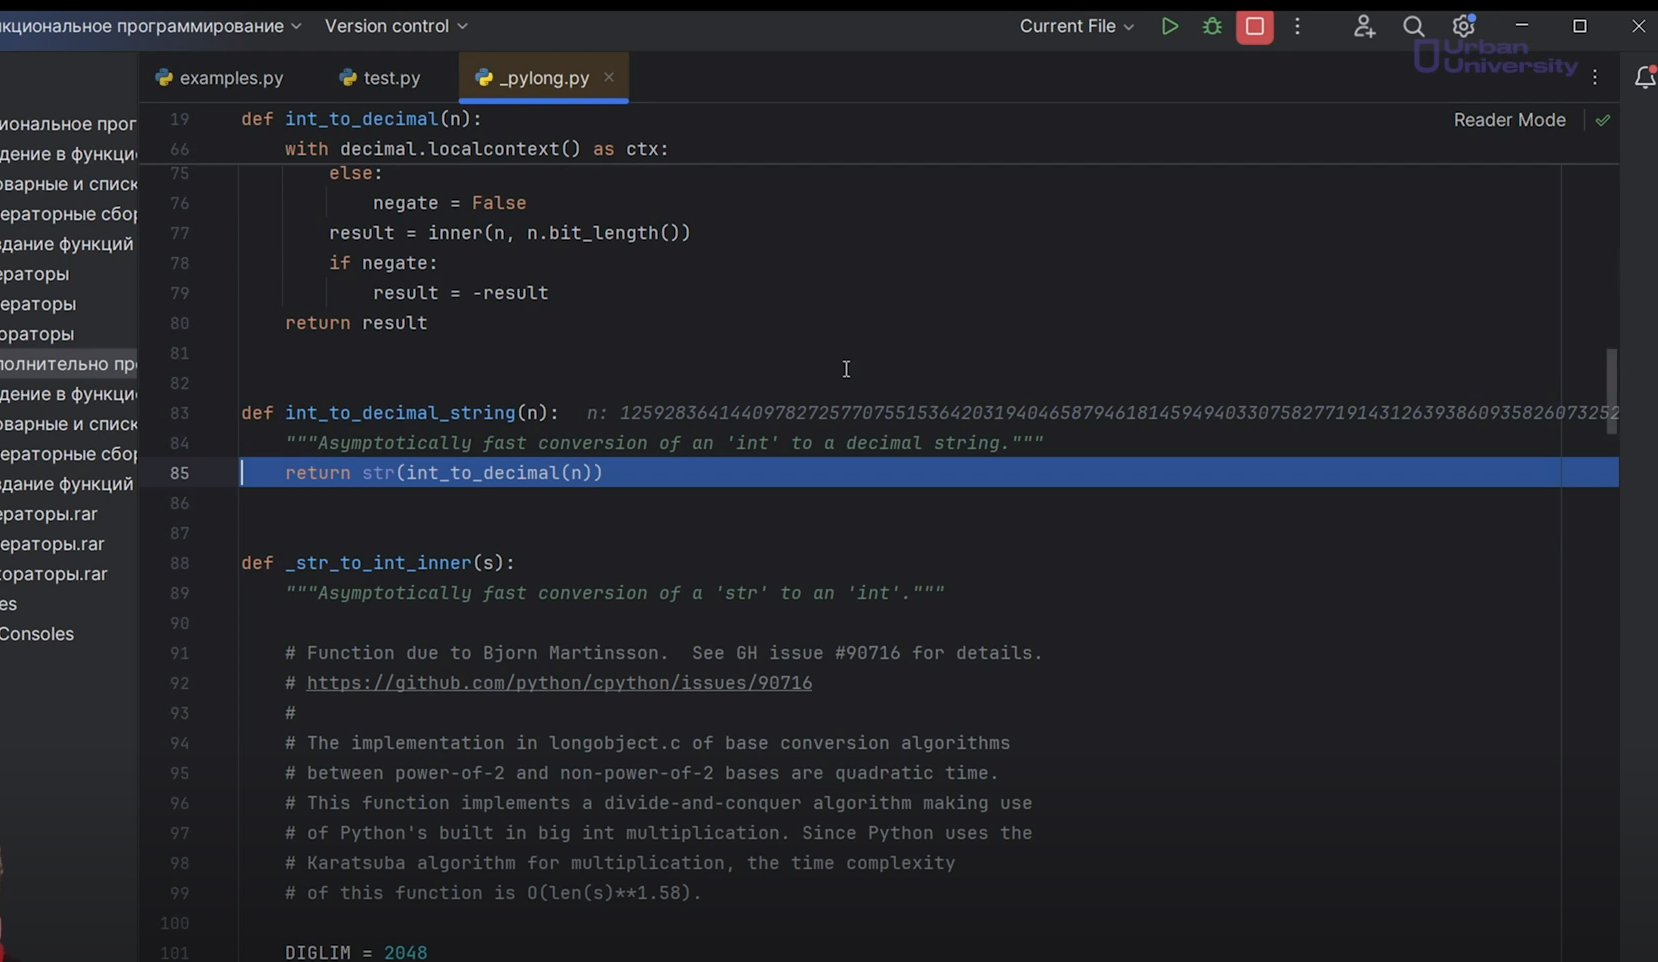 кциональное программирование Version control Current File
Urban
University
examples.py test.py _pylong.py
19 def int_to_decimal(n): Reader Mode
66 with decimal.localcontext() as ctx:
75 else:
76 negate = False
77 result = inner(n, n.bit_length())
78 if negate:
79 result = -result
80 return result
81
82
83 def int_to_decimal_string(n): n: 1259283641440978272577075515364203194046587946181459494033075827719143126393860935826073252
84 """Asymptotically fast conversion of an 'int' to a decimal string."""
85 return str(int_to_decimal(n))
86
87
88 def _str_to_int_inner(s):
89 """Asymptotically fast conversion of a 'str' to an 'int'."""
90
91 # Function due to Bjorn Martinsson. See GH issue #90716 for details.
92 # https://github.com/python/cpython/issues/90716
93 #
94 # The implementation in longobject.c of base conversion algorithms
95 # between power-of-2 and non-power-of-2 bases are quadratic time.
96 # This function implements a divide-and-conquer algorithm making use
97 # of Python's built in big int multiplication. Since Python uses the
98 # Karatsuba algorithm for multiplication, the time complexity
99 # of this function is O(len(s)**1.58).
100
101 DIGLIM = 2048
иональное прог
дение в функци
оварные и списк
ераторные сбор
здание функций
ераторы
ераторы
ораторы
полнительно пр
дение в функци
оварные и списк
ераторные сбор
здание функций
ераторы.rar
ераторы.rar
кораторы.rar
es
Consoles